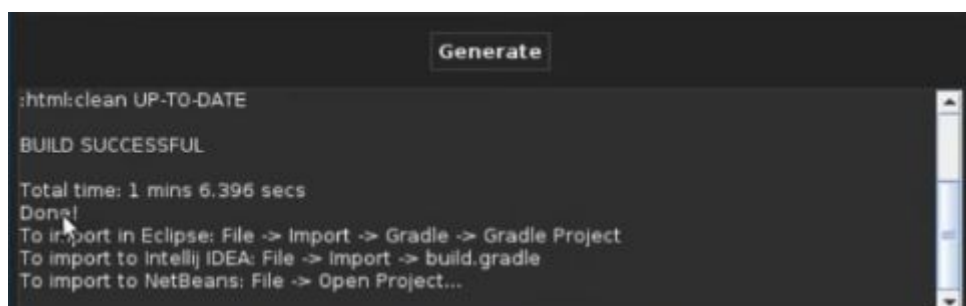 Generate
:html:clean UP-TO-DATE
BUILD SUCCESSFUL
Total time: 1 mins 6.396 secs
Done!
To import in Eclipse: File -> Import -> Gradle -> Gradle Project
To import to Intellij IDEA: File -> Import -> build.gradle
To import to NetBeans: File -> Open Project...